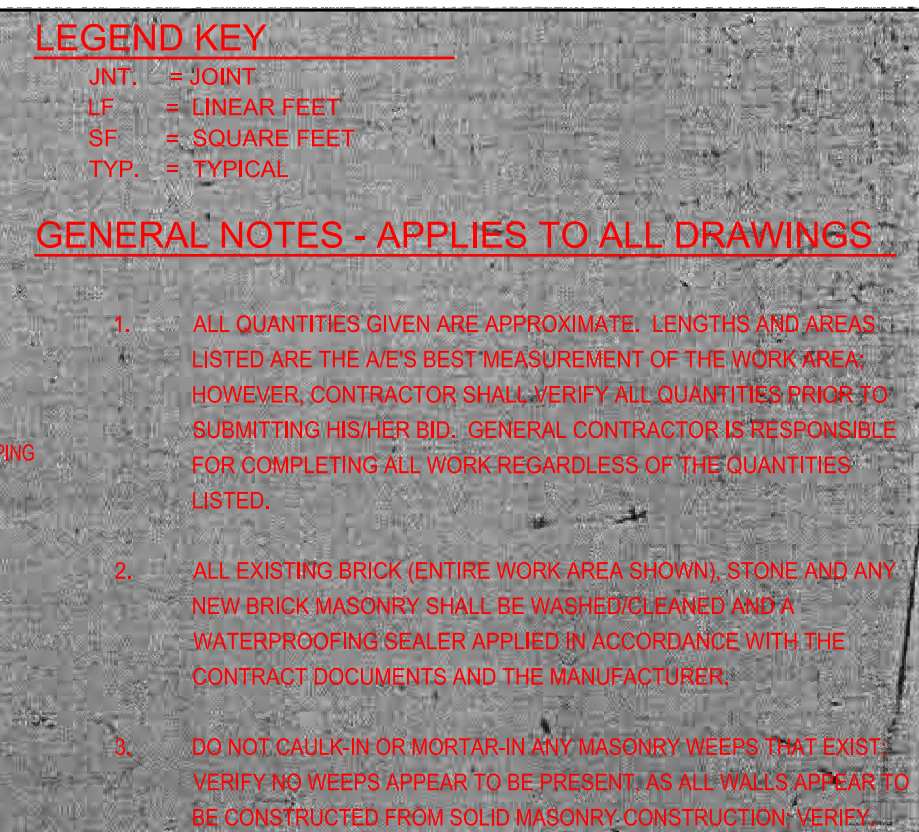 LEGEND KEY
JNT. = JOINT
LF = LINEAR FEET
SF = SQUARE FEET
TYP. = TYPICAL
GENERAL NOTES - APPLIES TO ALL DRAWINGS
1. ALL QUANTITIES GIVEN ARE APPROXIMATE. LENGTHS AND AREAS
LISTED ARE THE A/E'S BEST MEASUREMENT OF THE WORK AREA;
HOWEVER, CONTRACTOR SHALL VERIFY ALL QUANTITIES PRIOR TO
SUBMITTING HIS/HER BID. GENERAL CONTRACTOR IS RESPONSIBLE
PING
FOR COMPLETING ALL WORK REGARDLESS OF THE QUANTITIES
LISTED.
2. ALL EXISTING BRICK (ENTIRE WORK AREA SHOWN), STONE AND ANY
NEW BRICK MASONRY SHALL BE WASHED/CLEANED AND A
WATERPROOFING SEALER APPLIED IN ACCORDANCE WITH THE
CONTRACT DOCUMENTS AND THE MANUFACTURER.
3. DO NOT CAULK-IN OR MORTAR-IN ANY MASONRY WEEPS THAT EXIST.
VERIFY NO WEEPS APPEAR TO BE PRESENT, AS ALL WALLS APPEAR TO
BE CONSTRUCTED FROM SOLID MASONRY CONSTRUCTION; VERIFY